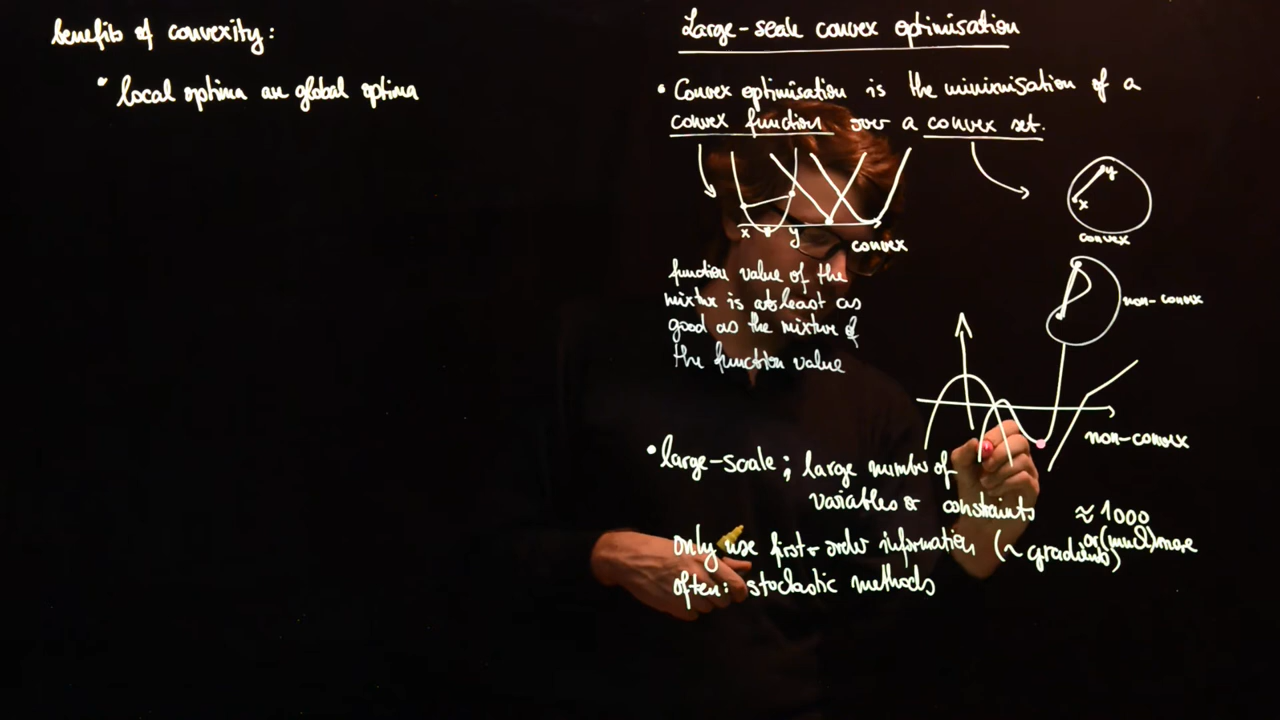 benefits of convexity:
• local optima are global optima
Large-scale convex optimisation
• Convex optimisation is the minimisation of a
convex function over a convex set.
y
x
convex
x y convex
function value of the
mixture is at least as
good as the mixture of
the function value
non-convex
non-convex
• large-scale; large number of
variables or constraints ≈1000
or (much) more
only use first-order information (~gradients)
often: stochastic methods